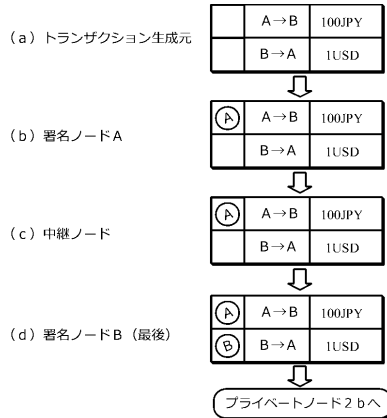 (a)トランザクション生成元
A→B 100JPY
B→A 1USD
(b)署名ノードA
A A→B 100JPY
B→A 1USD
(c)中継ノード
A A→B 100JPY
B→A 1USD
(d)署名ノードB(最後)
A A→B 100JPY
B B→A 1USD
プライベートノード2bへ